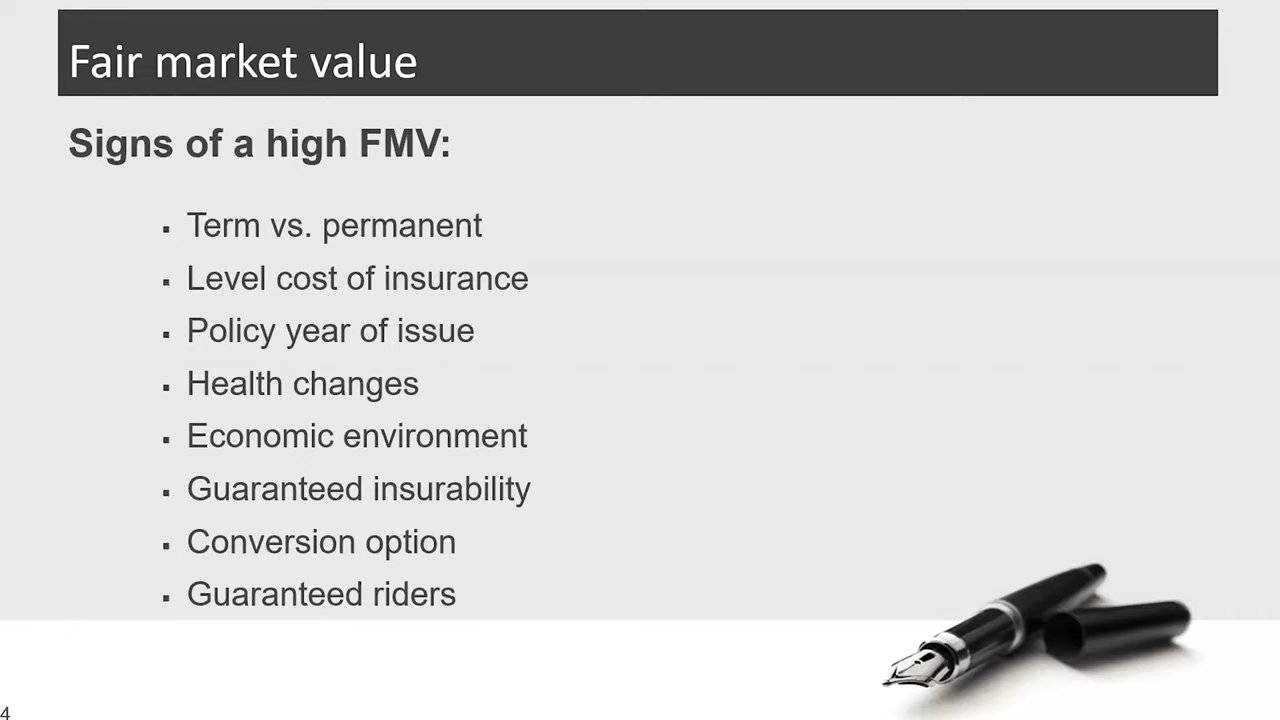 Fair market value
Signs of a high FMV:
▪ Term vs. permanent
▪ Level cost of insurance
▪ Policy year of issue
▪ Health changes
▪ Economic environment
▪ Guaranteed insurability
▪ Conversion option
▪ Guaranteed riders
4